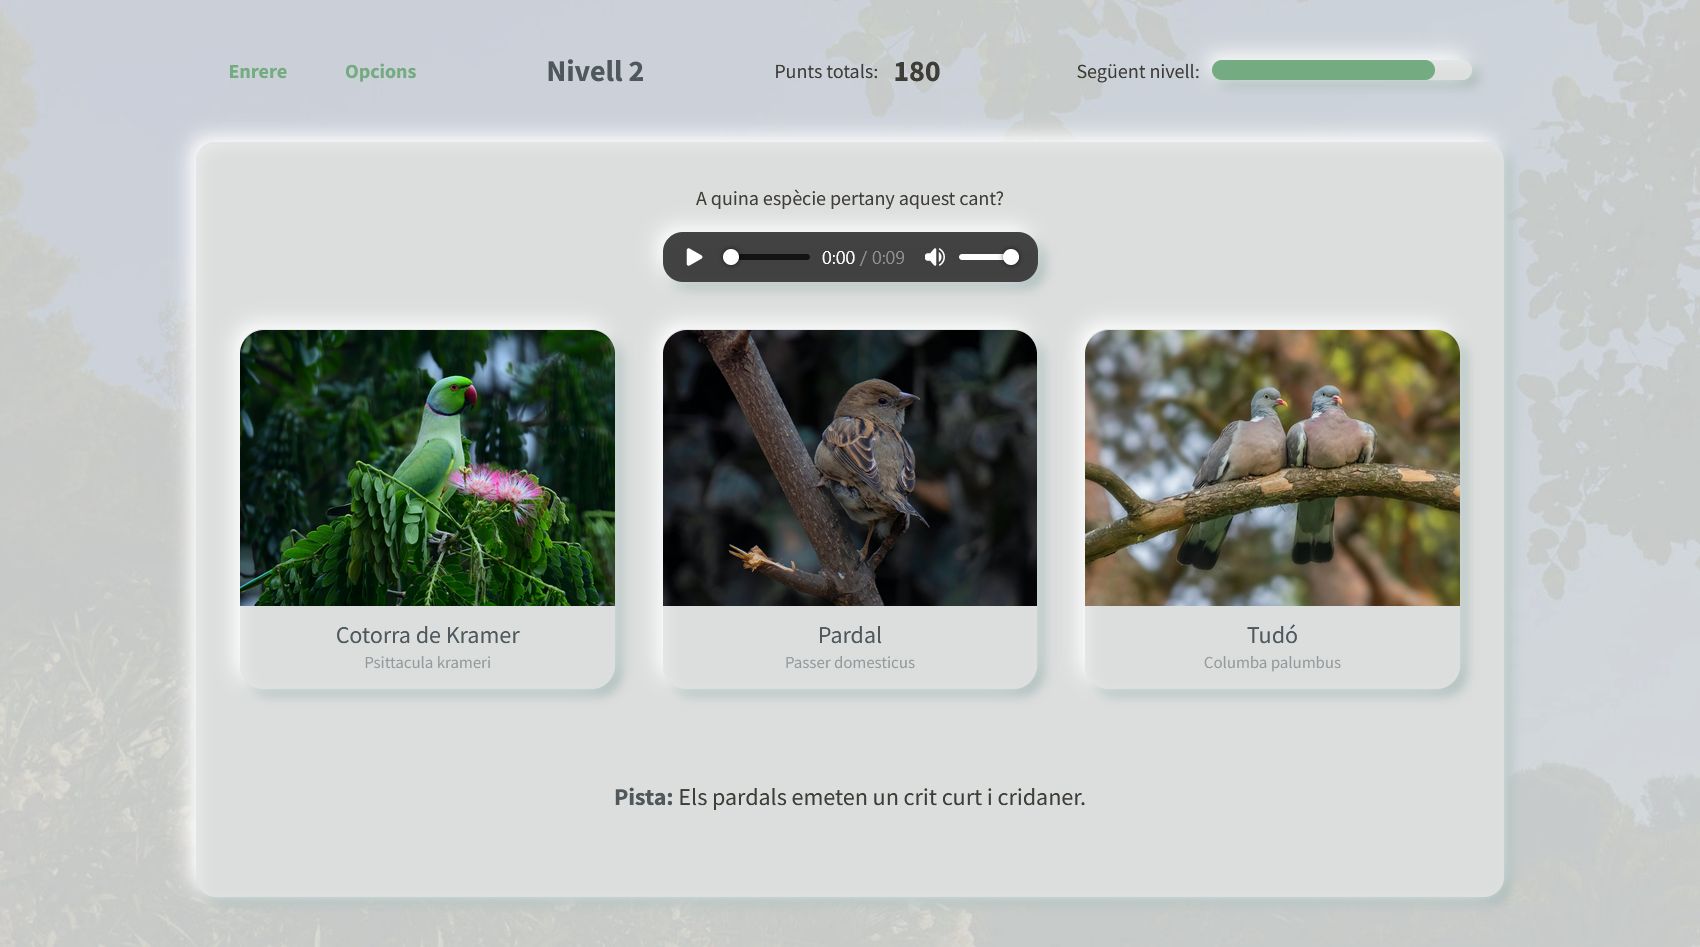 Enrere
Opcions
Nivell 2
Punts totals: 180
Següent nivell:
A quina espècie pertany aquest cant?
0:00 / 0:09
Cotorra de Kramer
Psittacula krameri
Pardal
Passer domesticus
Tudó
Columba palumbus
Pista: Els pardals emeten un crit curt i cridaner.